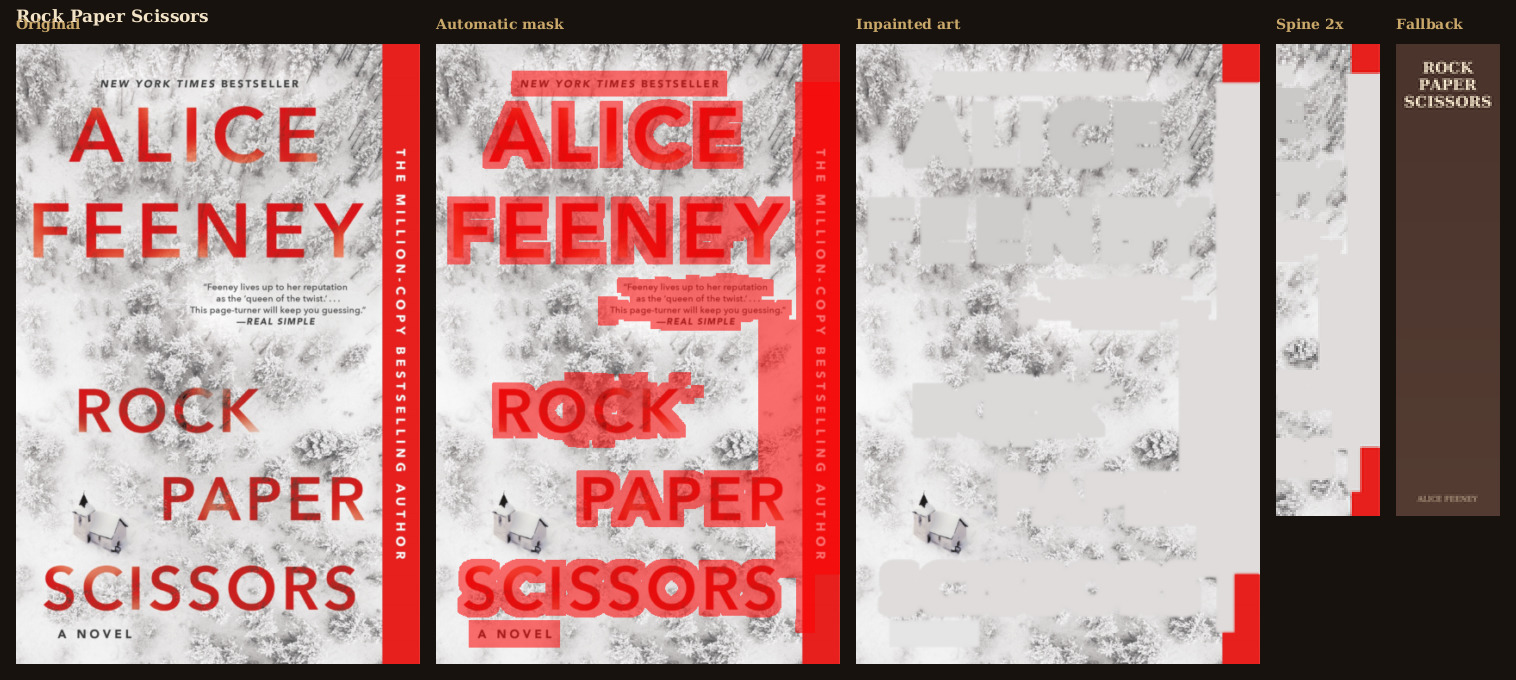 Rock Paper Scissors
Original
NEW YORK TIMES BESTSELLER
ALICE
FEENEY
"Feeney lives up to her reputation
as the 'queen of the twist.' . . .
This page-turner will keep you guessing."
—REAL SIMPLE
ROCK
PAPER
SCISSORS
A NOVEL
THE MILLION-COPY BESTSELLING AUTHOR
Automatic mask
NEW YORK TIMES BESTSELLER
ALICE
FEENEY
"Feeney lives up to her reputation
as the 'queen of the twist.' . . .
This page-turner will keep you guessing."
—REAL SIMPLE
ROCK
PAPER
SCISSORS
A NOVEL
THE MILLION-COPY BESTSELLING AUTHOR
Inpainted art
Spine 2x
Fallback
ROCK
PAPER
SCISSORS
ALICE FEENEY